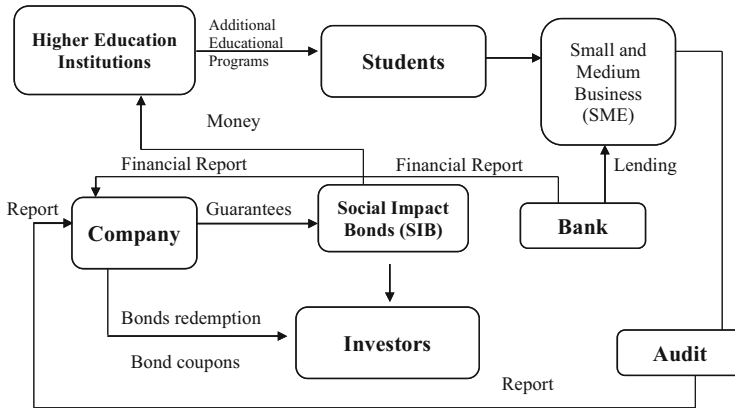 Higher Education
Institutions
Additional
Educational
Programs
Students
Small and
Medium
Business
(SME)
Money
Financial Report
Financial Report
Lending
Report
Company
Guarantees
Social Impact
Bonds (SIB)
Bank
Bonds redemption
Bond coupons
Investors
Audit
Report